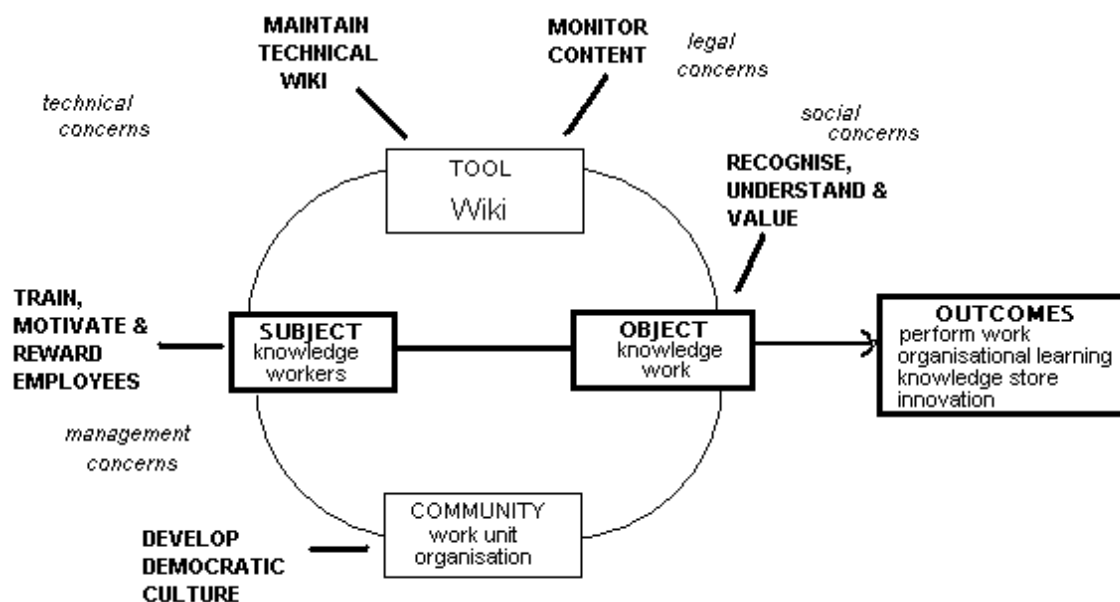 MAINTAIN
TECHNICAL
WIKI
MONITOR
CONTENT
legal
concerns
technical
concerns
social
concerns
TOOL
Wiki
RECOGNISE,
UNDERSTAND &
VALUE
TRAIN,
MOTIVATE &
REWARD
EMPLOYEES
SUBJECT
knowledge
workers
OBJECT
knowledge
work
OUTCOMES
perform work
organisational learning
knowledge store
innovation
management
concerns
COMMUNITY
work unit
organisation
DEVELOP
DEMOCRATIC
CULTURE